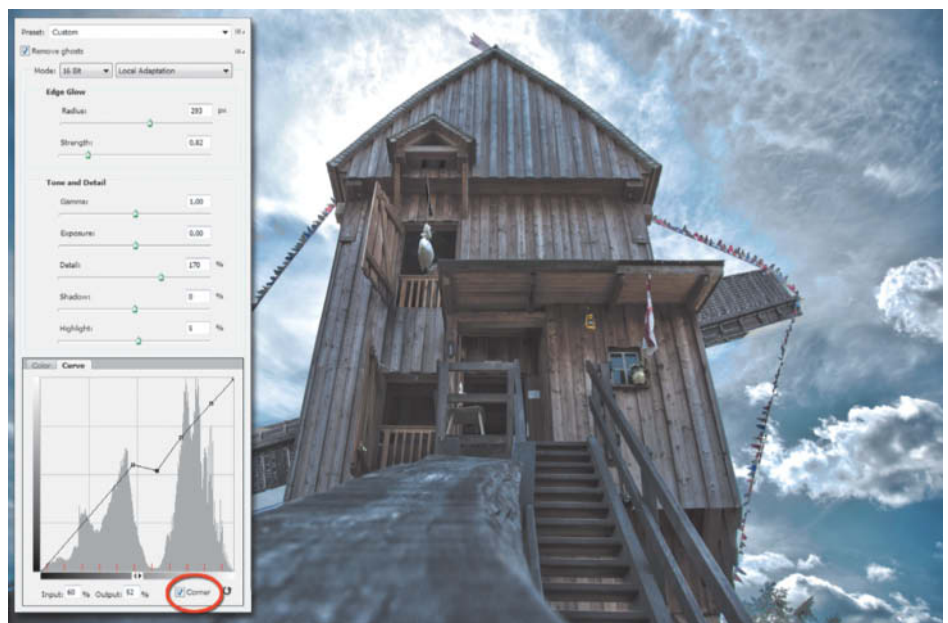 Preset: Custom
Remove ghosts
Mode: 16 Bit Local Adaptation
Edge Glow
Radius: 293 px
Strength: 0.82
Tone and Detail
Gamma: 1.00
Exposure: 0.00
Detail: 170 %
Shadow: 0 %
Highlight: 5 %
Color Curve
Input: 60 % Output: 52 % Corner